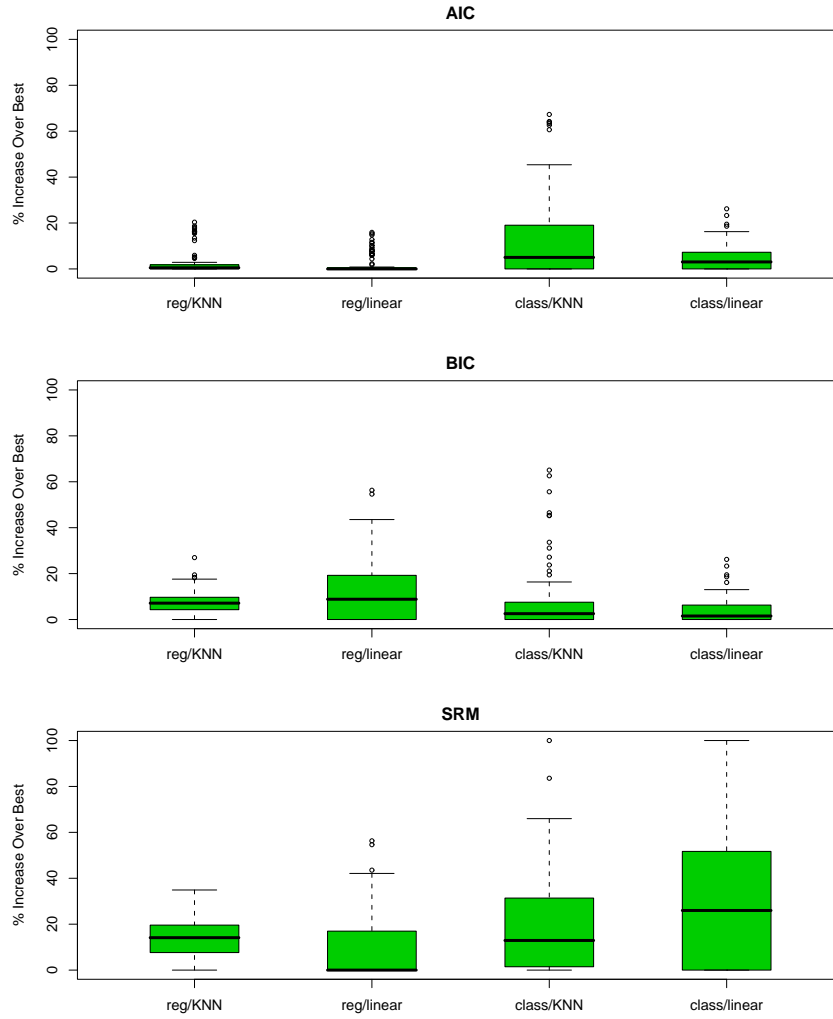 AIC
100
80
60
40
20
0
% Increase Over Best
reg/KNN reg/linear class/KNN class/linear
BIC
100
80
60
40
20
0
% Increase Over Best
reg/KNN reg/linear class/KNN class/linear
SRM
100
80
60
40
20
0
% Increase Over Best
reg/KNN reg/linear class/KNN class/linear